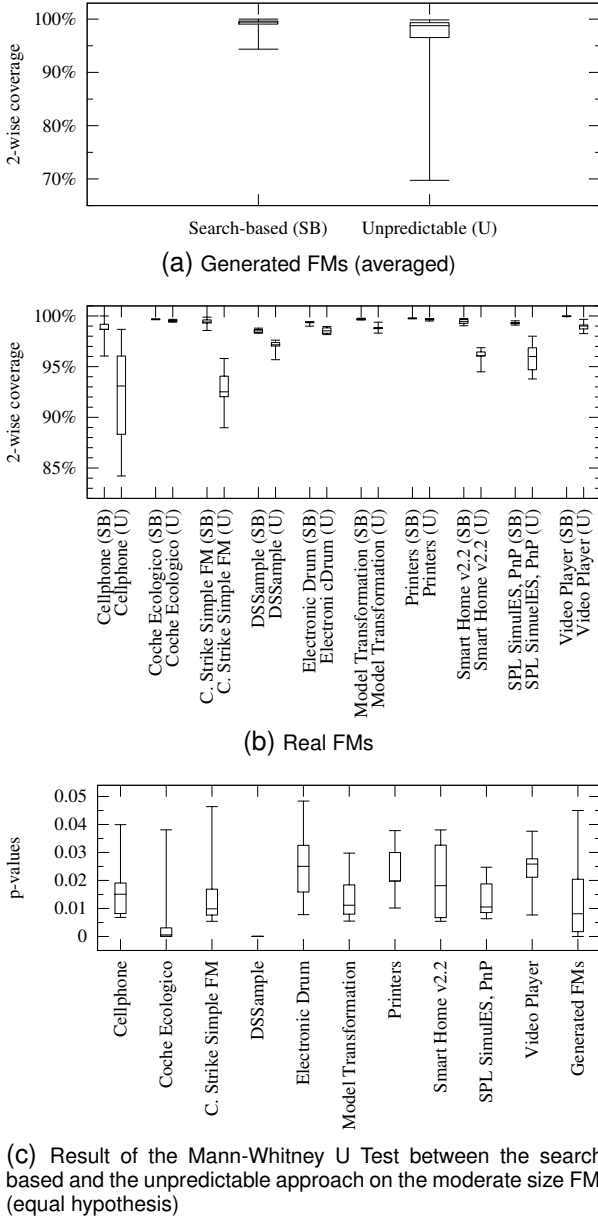 100%
90%
80%
70%
2-wise coverage
Search-based (SB)
Unpredictable (U)
(a) Generated FMs (averaged)
100%
95%
90%
85%
2-wise coverage
Cellphone (SB)
Cellphone (U)
Coche Ecologico (SB)
Coche Ecologico (U)
C. Strike Simple FM (SB)
C. Strike Simple FM (U)
DSSample (SB)
DSSample (U)
Electronic Drum (SB)
Electroni cDrum (U)
Model Transformation (SB)
Model Transformation (U)
Printers (SB)
Printers (U)
Smart Home v2.2 (SB)
Smart Home v2.2 (U)
SPL SimulES, PnP (SB)
SPL SimuelES, PnP (U)
Video Player (SB)
Video Player (U)
(b) Real FMs
0.05
0.04
0.03
0.02
0.01
0
p-values
Cellphone
Coche Ecologico
C. Strike Simple FM
DSSample
Electronic Drum
Model Transformation
Printers
Smart Home v2.2
SPL SimulES, PnP
Video Player
Generated FMs
(c) Result of the Mann-Whitney U Test between the search
based and the unpredictable approach on the moderate size FM
(equal hypothesis)